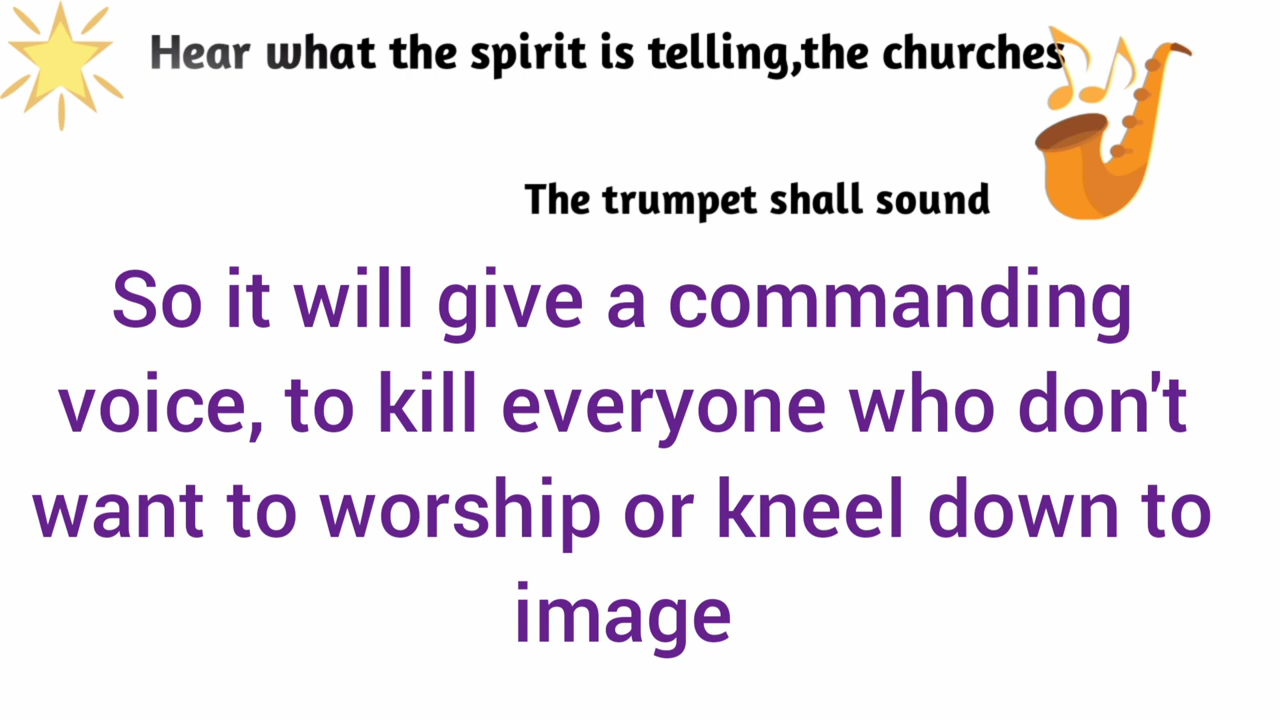 Hear what the spirit is telling,the churches
The trumpet shall sound
So it will give a commanding
voice, to kill everyone who don't
want to worship or kneel down to
image